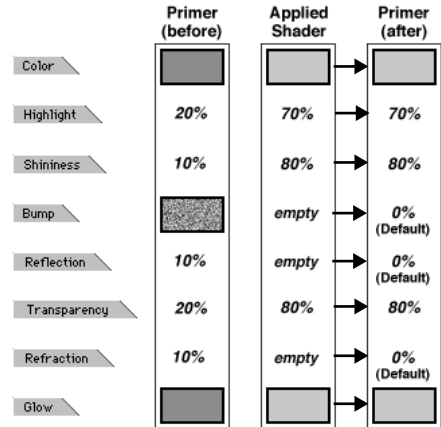 Primer (before) Applied Shader Primer (after)
Color
Highlight 20% 70% 70%
Shininess 10% 80% 80%
Bump empty 0% (Default)
Reflection 10% empty 0% (Default)
Transparency 20% 80% 80%
Refraction 10% empty 0% (Default)
Glow